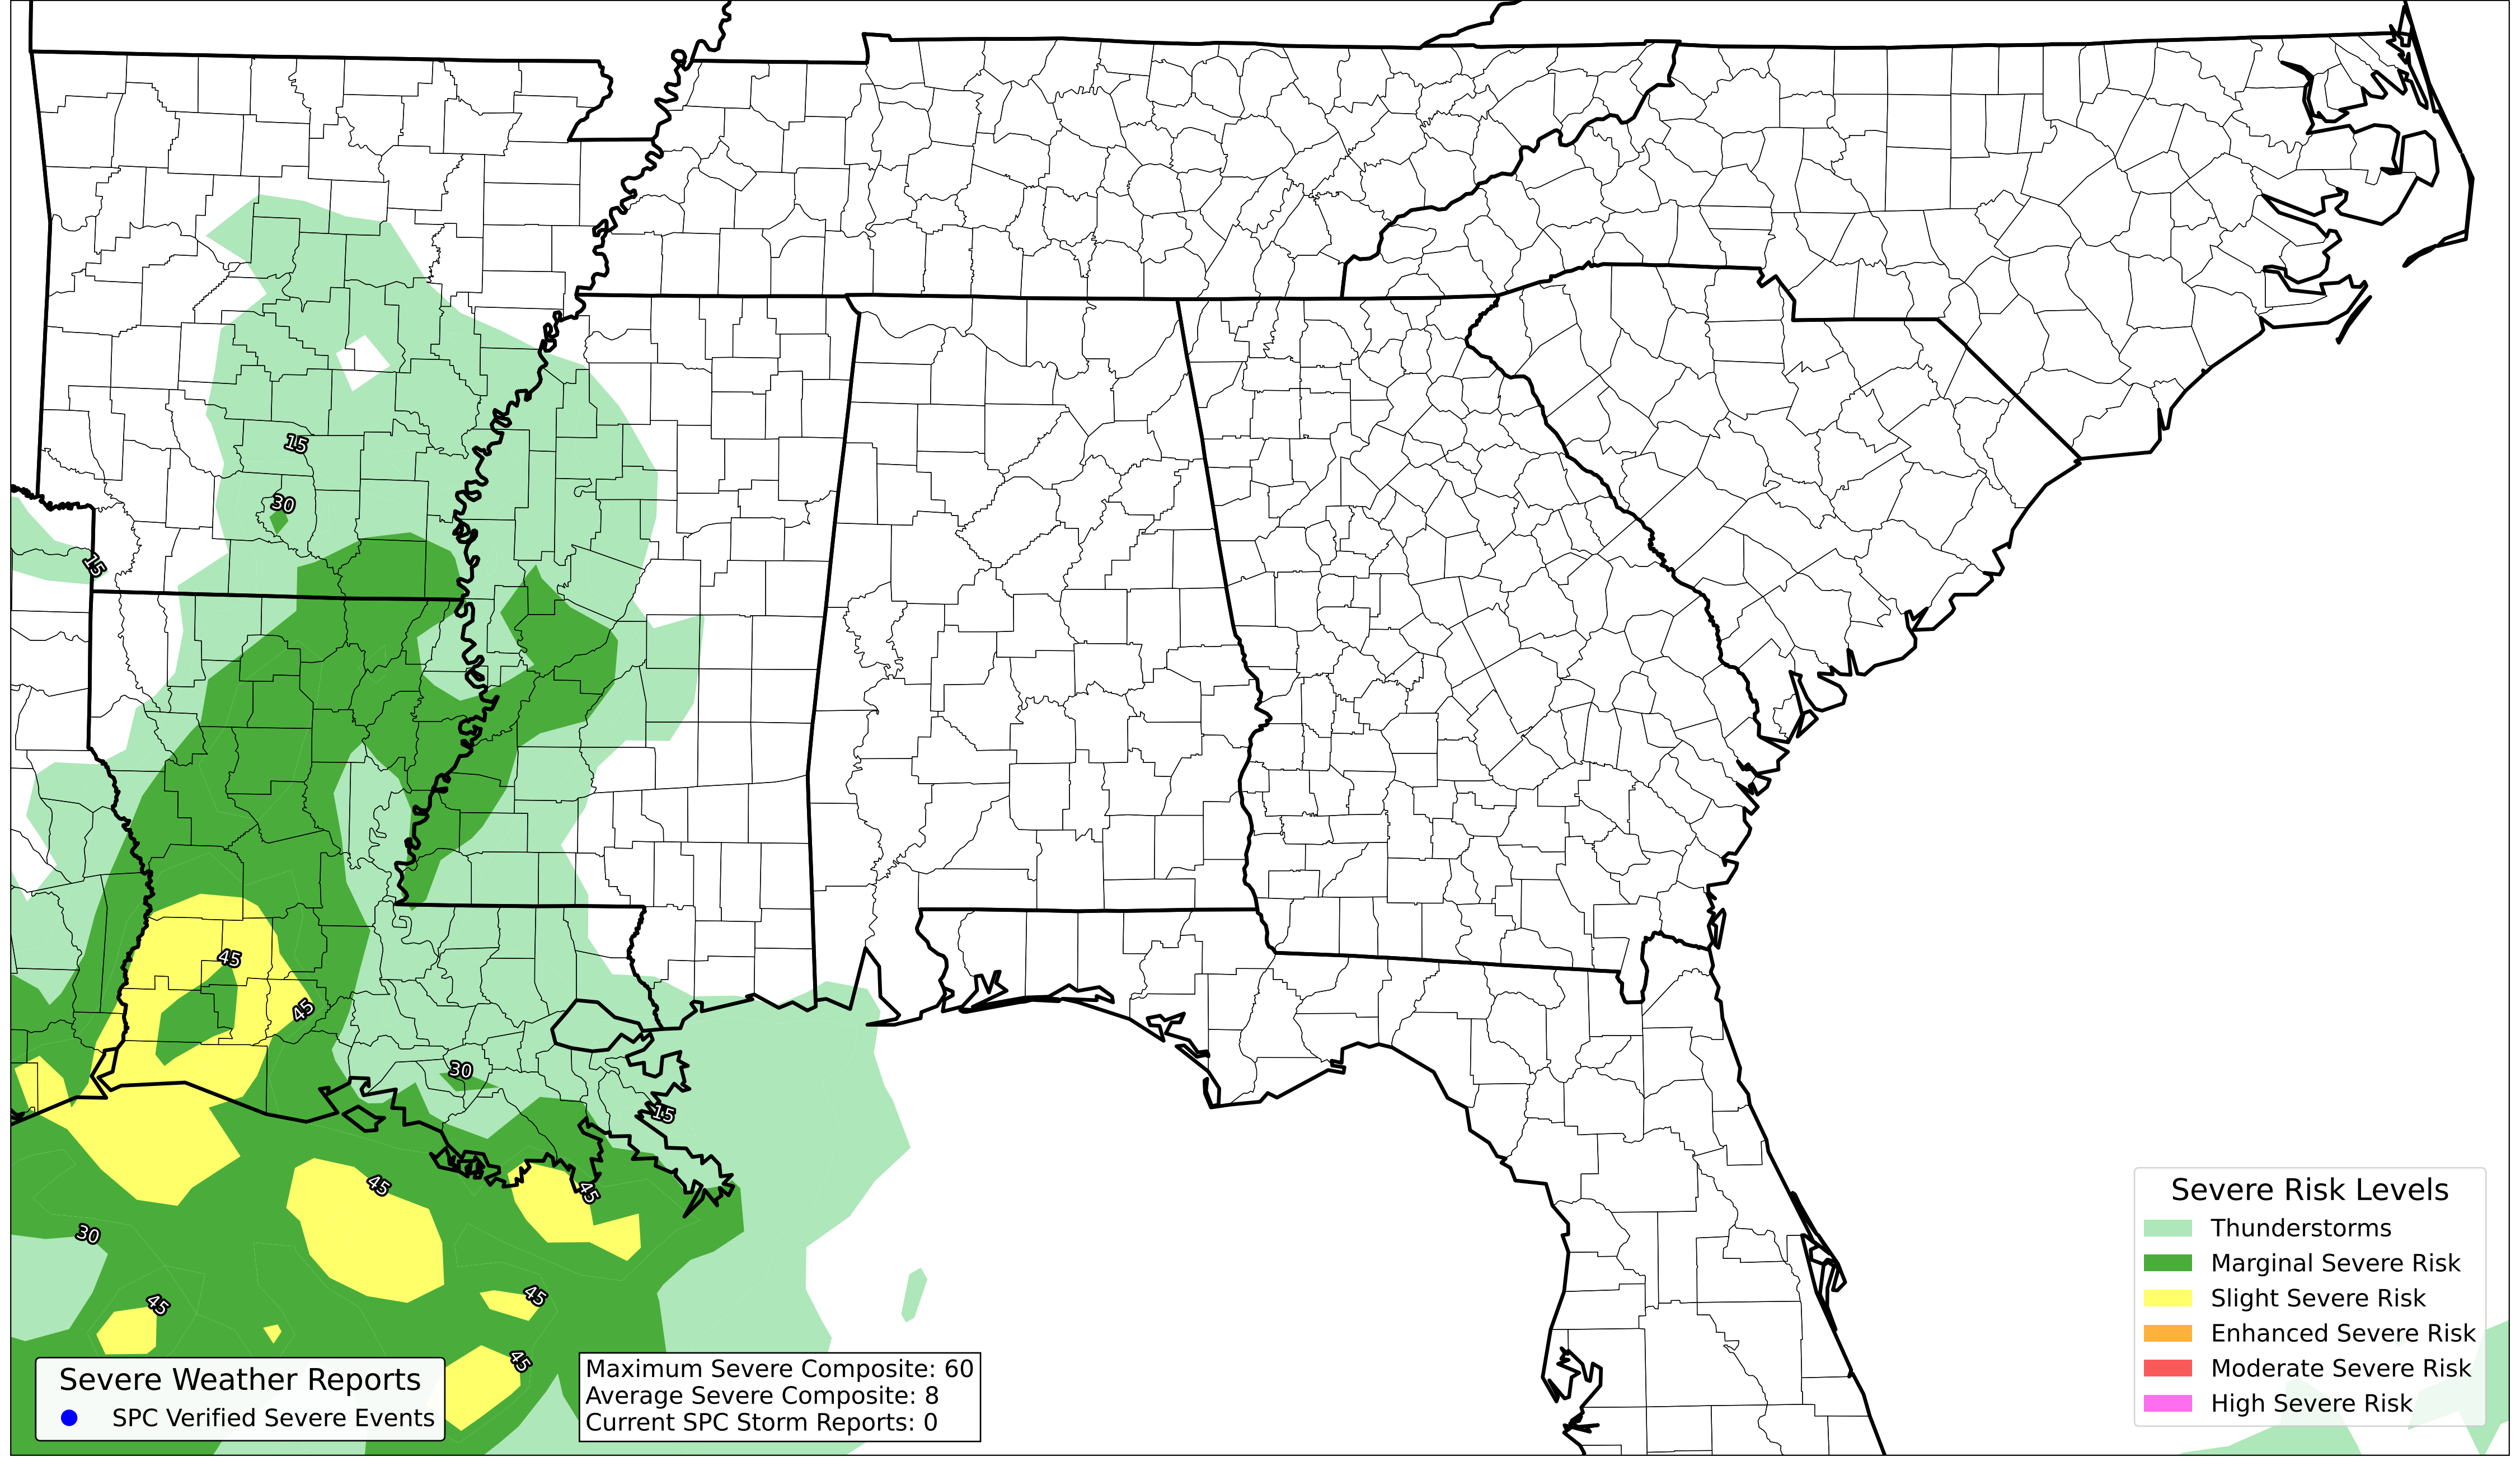 15
30
15
45
45
30
15
45
45
30
45
45
45
Severe Weather Reports
SPC Verified Severe Events
Maximum Severe Composite: 60
Average Severe Composite: 8
Current SPC Storm Reports: 0
Severe Risk Levels
Thunderstorms
Marginal Severe Risk
Slight Severe Risk
Enhanced Severe Risk
Moderate Severe Risk
High Severe Risk